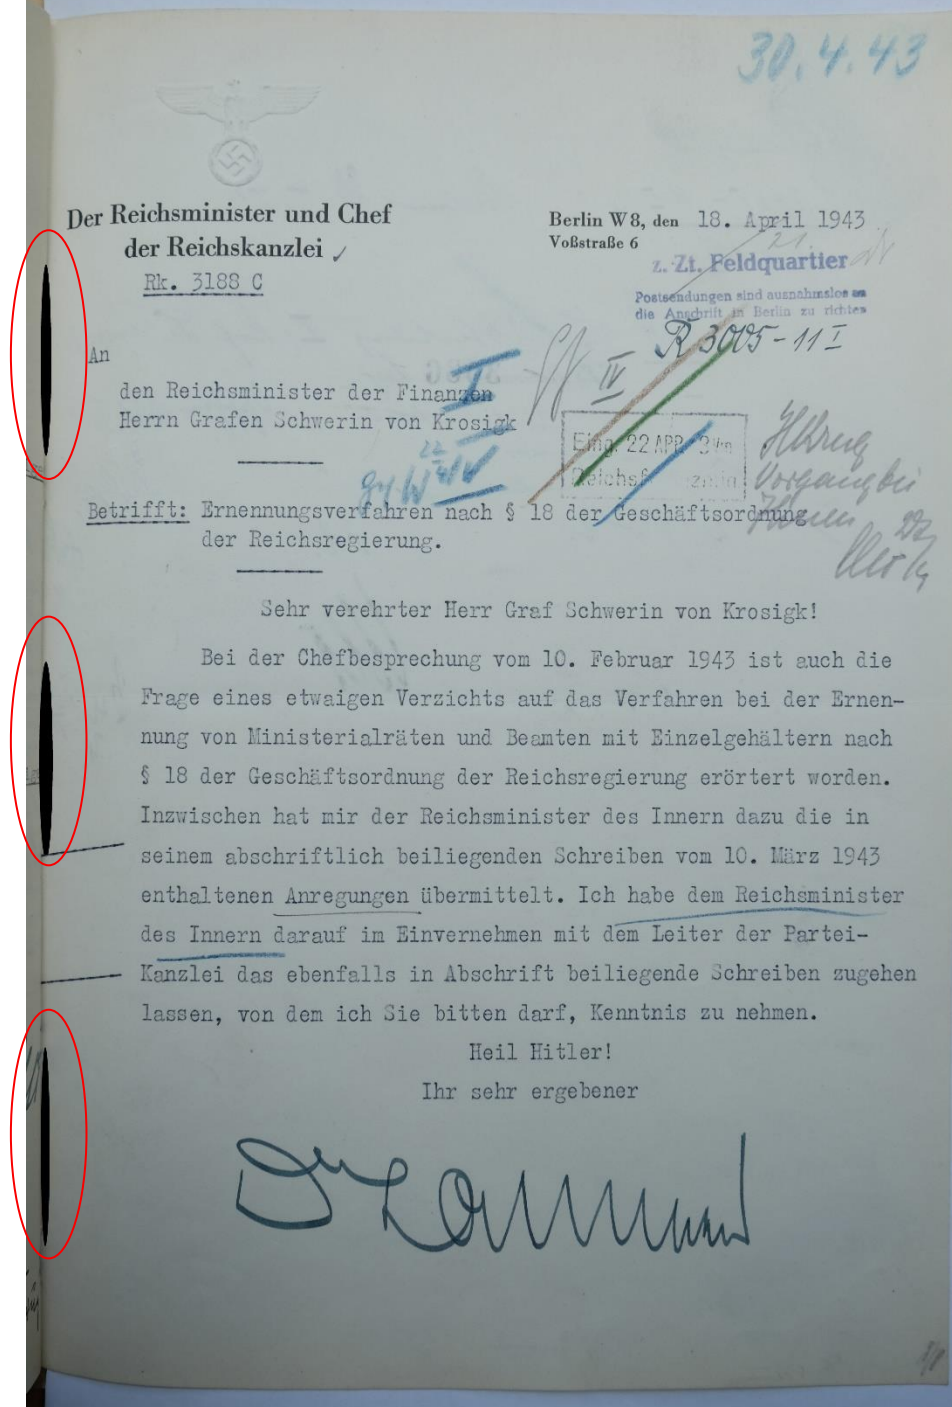 30.4.43
Der Reichsminister und Chef
der Reichskanzlei
Rk. 3188 C
Berlin W 8, den 18. April 1943
Voßstraße 6
21.
z. Zt. Feldquartier
Postsendungen sind ausnahmslos an
die Anschrift in Berlin zu richten
R 3005-11 I
An
den Reichsminister der Finanzen
Herrn Grafen Schwerin von Krosigk
I
IV
22
Eing. 22 APR.
Vorgang bei
Ihnen
Betrifft: Ernennungsverfahren nach § 18 der Geschäftsordnung
der Reichsregierung.
Sehr verehrter Herr Graf Schwerin von Krosigk!
Bei der Chefbesprechung vom 10. Februar 1943 ist auch die
Frage eines etwaigen Verzichts auf das Verfahren bei der Ernen-
nung von Ministerialräten und Beamten mit Einzelgehältern nach
§ 18 der Geschäftsordnung der Reichsregierung erörtert worden.
Inzwischen hat mir der Reichsminister des Innern dazu die in
seinem abschriftlich beiliegenden Schreiben vom 10. März 1943
enthaltenen Anregungen übermittelt. Ich habe dem Reichsminister
des Innern darauf im Einvernehmen mit dem Leiter der Partei-
Kanzlei das ebenfalls in Abschrift beiliegende Schreiben zugehen
lassen, von dem ich Sie bitten darf, Kenntnis zu nehmen.
Heil Hitler!
Ihr sehr ergebener
Dr Lammers